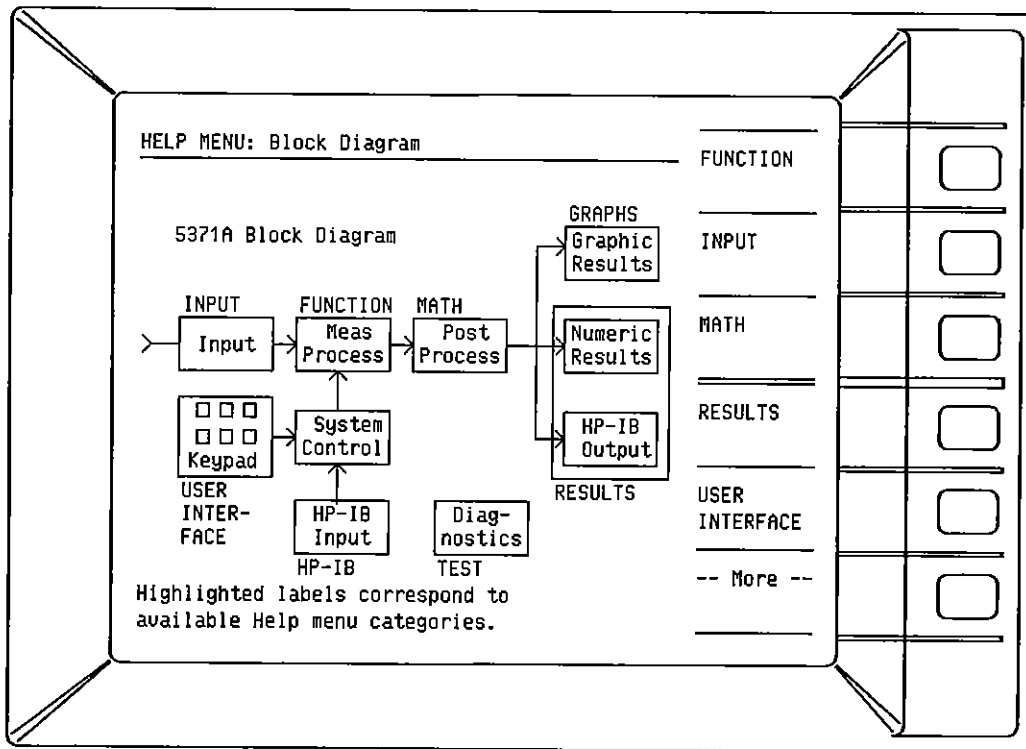 HELP MENU: Block Diagram
5371A Block Diagram
GRAPHS
Graphic
Results
INPUT
Input
FUNCTION
Meas
Process
MATH
Post
Process
Numeric
Results
Keypad
USER
INTER-
FACE
System
Control
HP-IB
Output
RESULTS
HP-IB
Input
HP-IB
Diag-
nostics
TEST
Highlighted labels correspond to
available Help menu categories.
FUNCTION
INPUT
MATH
RESULTS
USER
INTERFACE
-- More --